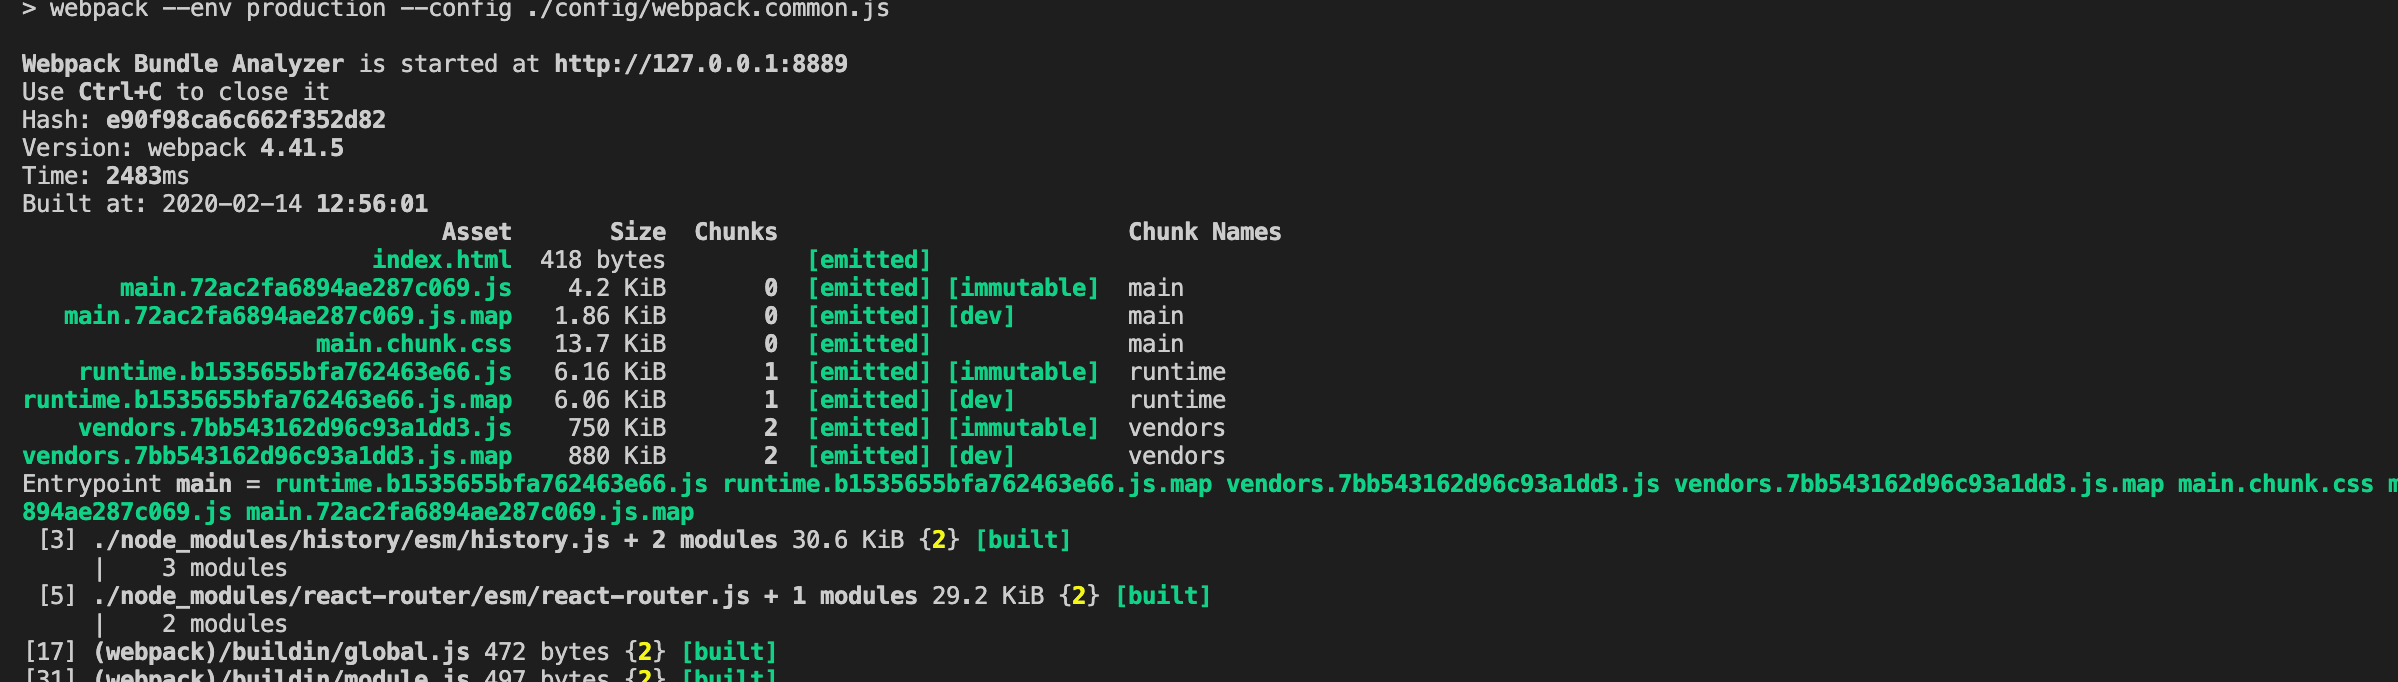 > webpack --env production --config ./config/webpack.common.js
Webpack Bundle Analyzer is started at http://127.0.0.1:8889
Use Ctrl+C to close it
Hash: e90f98ca6c662f352d82
Version: webpack 4.41.5
Time: 2483ms
Built at: 2020-02-14 12:56:01
Asset Size Chunks Chunk Names
index.html 418 bytes [emitted]
main.72ac2fa6894ae287c069.js 4.2 KiB 0 [emitted] [immutable] main
main.72ac2fa6894ae287c069.js.map 1.86 KiB 0 [emitted] [dev] main
main.chunk.css 13.7 KiB 0 [emitted] main
runtime.b1535655bfa762463e66.js 6.16 KiB 1 [emitted] [immutable] runtime
runtime.b1535655bfa762463e66.js.map 6.06 KiB 1 [emitted] [dev] runtime
vendors.7bb543162d96c93a1dd3.js 750 KiB 2 [emitted] [immutable] vendors
vendors.7bb543162d96c93a1dd3.js.map 880 KiB 2 [emitted] [dev] vendors
Entrypoint main = runtime.b1535655bfa762463e66.js runtime.b1535655bfa762463e66.js.map vendors.7bb543162d96c93a1dd3.js vendors.7bb543162d96c93a1dd3.js.map main.chunk.css m
894ae287c069.js main.72ac2fa6894ae287c069.js.map
[3] ./node_modules/history/esm/history.js + 2 modules 30.6 KiB {2} [built]
| 3 modules
[5] ./node_modules/react-router/esm/react-router.js + 1 modules 29.2 KiB {2} [built]
| 2 modules
[17] (webpack)/buildin/global.js 472 bytes {2} [built]
[31] (webpack)/buildin/module.js 497 bytes {2} [built]